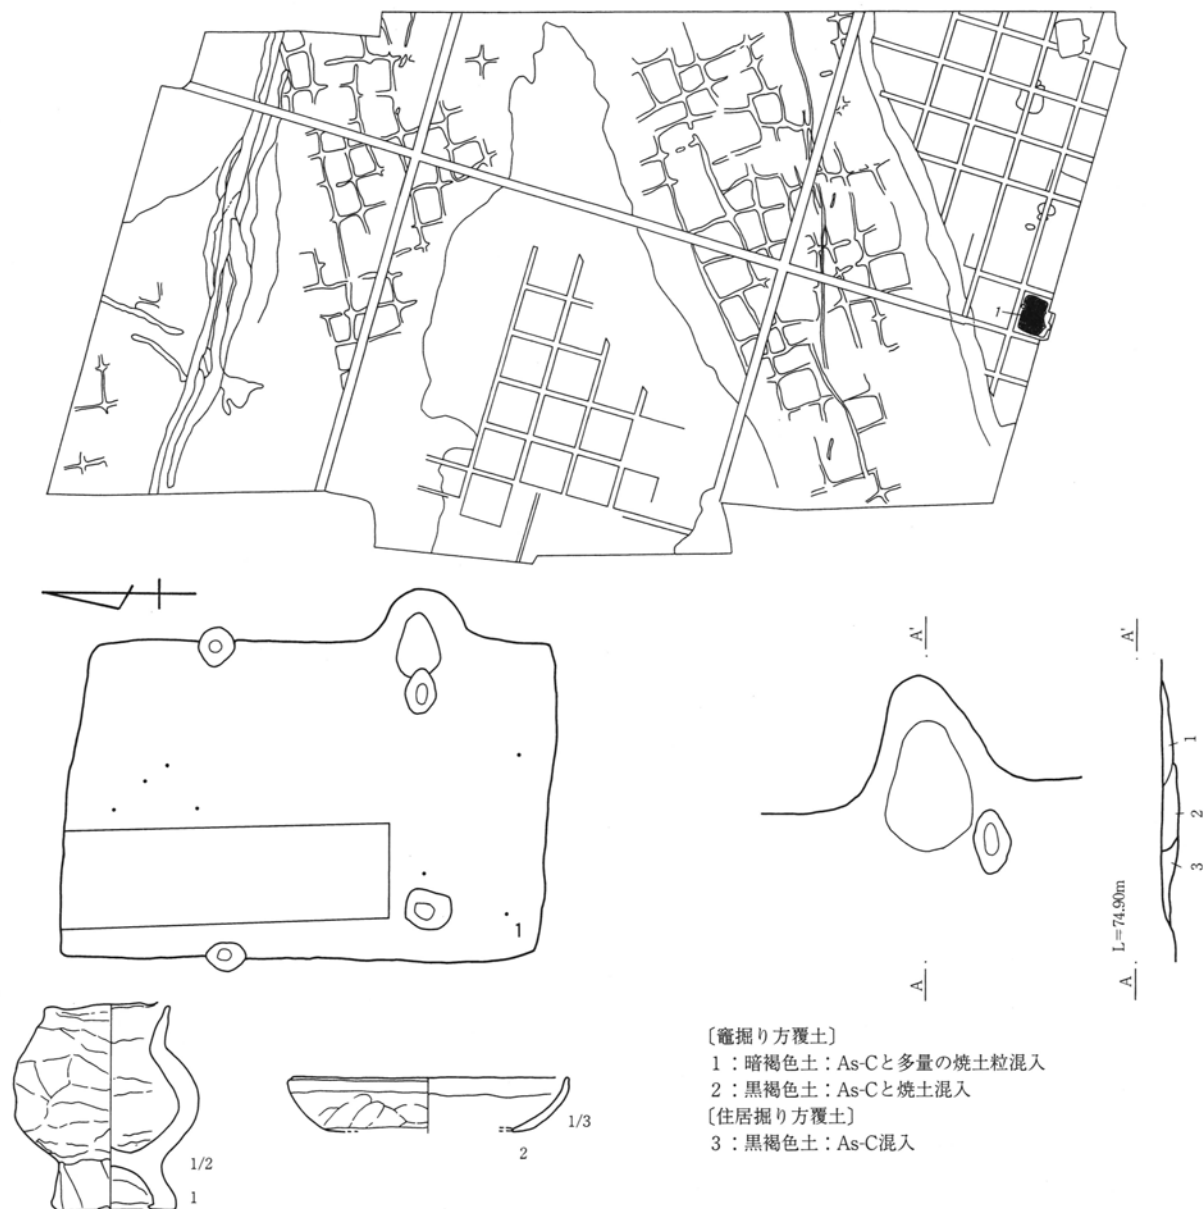 1
A'
A'
1
2
3
L=74.90m
A
A
1
1/2
1
1/3
2
〔竈掘り方覆土〕
1：暗褐色土：As-Cと多量の焼土粒混入
2：黒褐色土：As-Cと焼土混入
〔住居掘り方覆土〕
3：黒褐色土：As-C混入